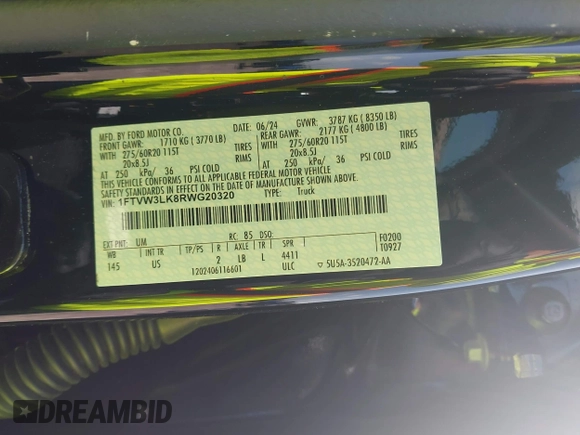 MFD. BY FORD MOTOR CO.
DATE: 06/24 GVWR: 3787 KG ( 8350 LB)
FRONT GAWR: 1710 KG ( 3770 LB) REAR GAWR: 2177 KG ( 4800 LB)
275/60R20 115T TIRES 275/60R20 115T TIRES
20x8.5J RIMS 20x8.5J RIMS
AT 250 kPa/ 36 PSI COLD AT 250 kPa/ 36 PSI COLD
THIS VEHICLE CONFORMS TO ALL APPLICABLE FEDERAL MOTOR VEHICLE
SAFETY STANDARDS IN EFFECT ON THE DATE OF MANUFACTURE SHOWN ABOVE.
VIN: 1FTVW3LK8RWG20320 TYPE: Truck
EXT PNT: UM RC: 85 DSO:
WB INT TR TP/PS R AXLE TR SPR F0200
145 US 2 LB L 4411 T0927
1202406116601 ULC 5U5A-3520472-AA
DREAMBID